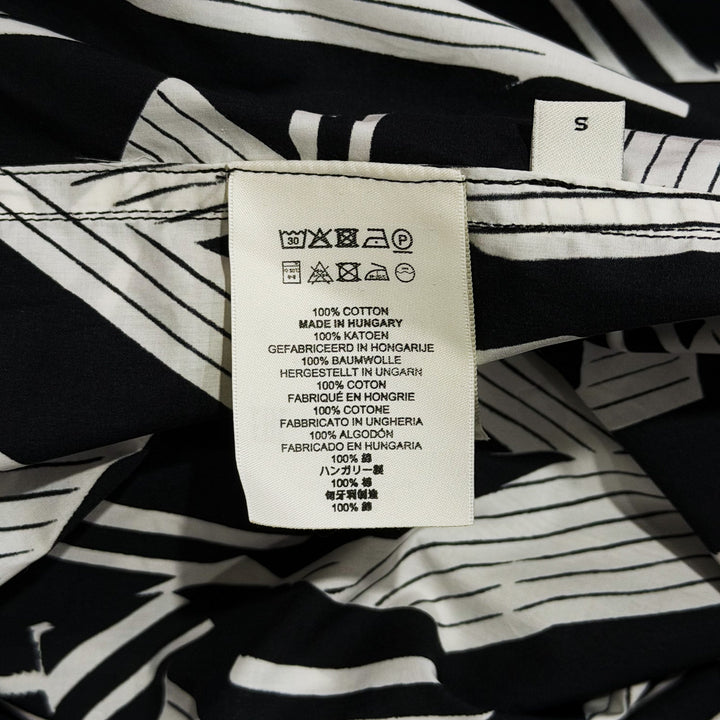 S
30
P
100% COTTON
MADE IN HUNGARY
100% KATOEN
GEFABRICEERD IN HONGARIJE
100% BAUMWOLLE
HERGESTELLT IN UNGARN
100% COTON
FABRIQUÉ EN HONGRIE
100% COTONE
FABBRICATO IN UNGHERIA
100% ALGODÓN
FABRICADO EN HUNGARIA
100% 綿
ハンガリー製
100% 棉
匈牙利制造
100% 綿